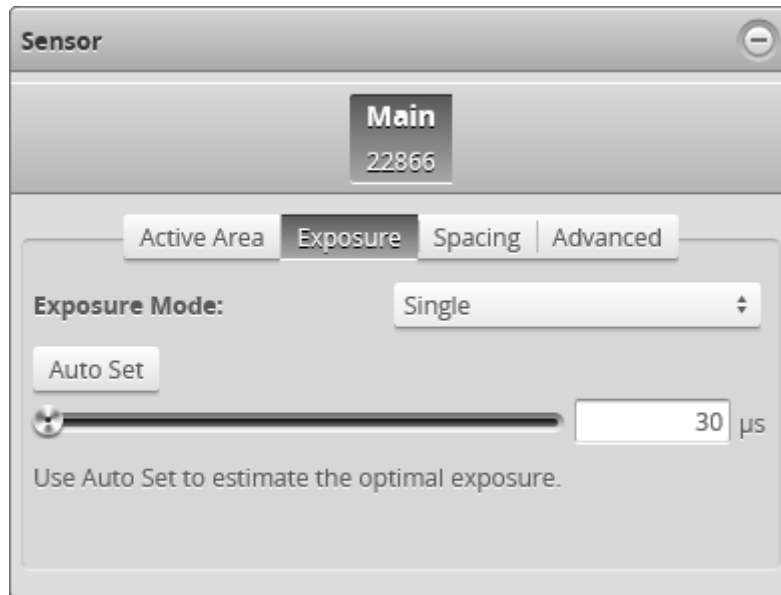 Sensor
Main
22866
Active Area Exposure Spacing Advanced
Exposure Mode: Single
Auto Set
30 µs
Use Auto Set to estimate the optimal exposure.